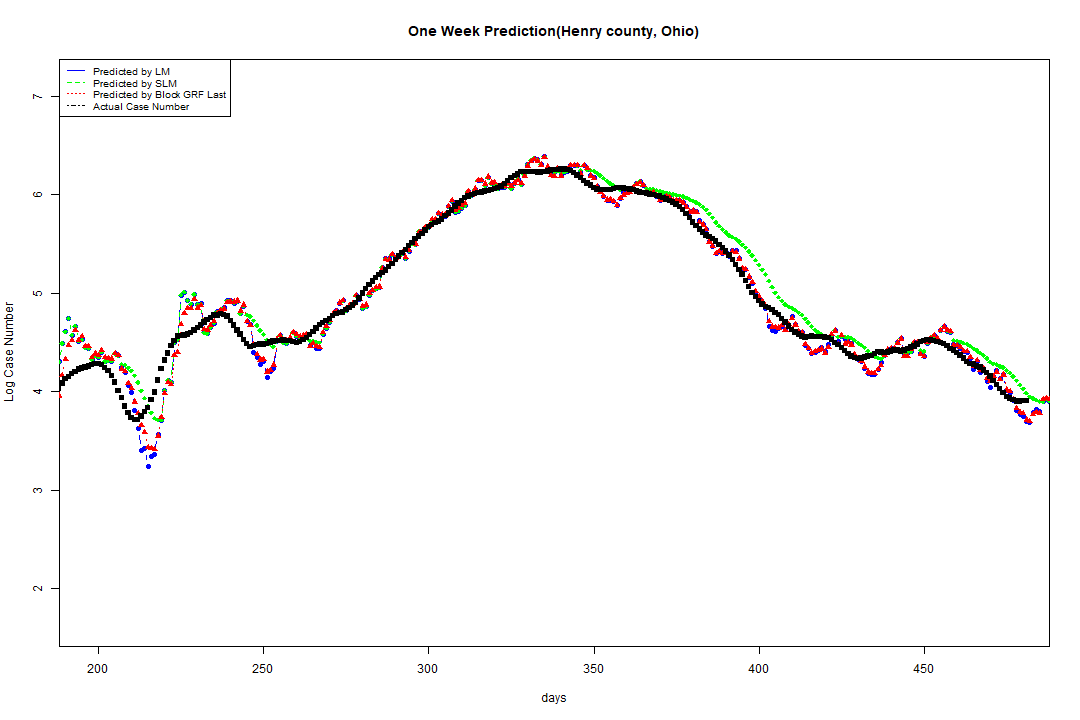 One Week Prediction(Henry county, Ohio)
Predicted by LM
Predicted by SLM
Predicted by Block GRF Last
Actual Case Number
7
6
5
4
3
2
Log Case Number
200 250 300 350 400 450
days